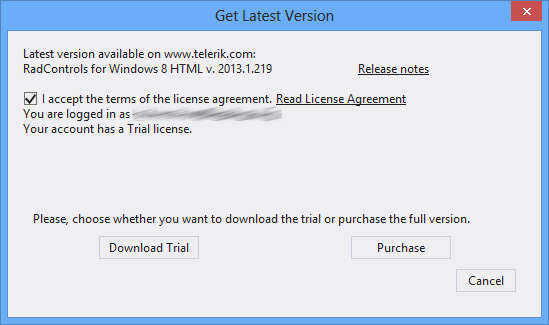 Get Latest Version
Latest version available on www.telerik.com:
RadControls for Windows 8 HTML v. 2013.1.219 Release notes
I accept the terms of the license agreement. Read License Agreement
You are logged in as
Your account has a Trial license.
Please, choose whether you want to download the trial or purchase the full version.
Download Trial Purchase
Cancel